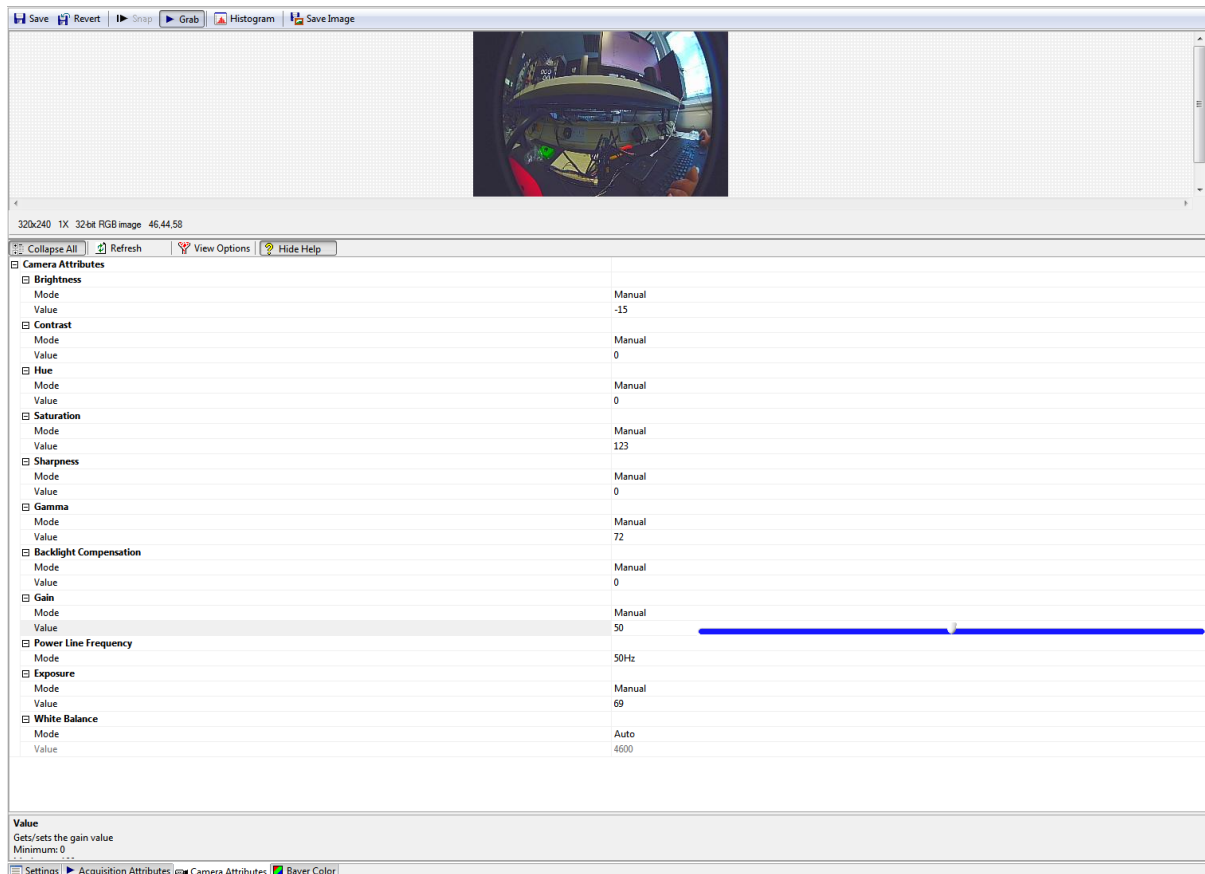 Save Revert Snap Grab Histogram Save Image
320x240 1X 32-bit RGB image 46,44,58
Collapse All Refresh View Options Hide Help
Camera Attributes
Brightness
Mode Manual
Value -15
Contrast
Mode Manual
Value 0
Hue
Mode Manual
Value 0
Saturation
Mode Manual
Value 123
Sharpness
Mode Manual
Value 0
Gamma
Mode Manual
Value 72
Backlight Compensation
Mode Manual
Value 0
Gain
Mode Manual
Value 50
Power Line Frequency
Mode 50Hz
Exposure
Mode Manual
Value 69
White Balance
Mode Auto
Value 4600
Value
Gets/sets the gain value
Minimum: 0
Settings Acquisition Attributes Camera Attributes Bayer Color